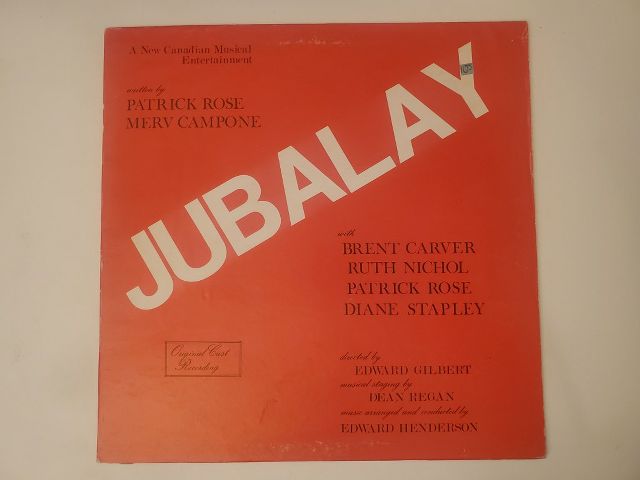 A New Canadian Musical
Entertainment
written by
PATRICK ROSE
MERV CAMPONE
JUBALAY
with
BRENT CARVER
RUTH NICHOL
PATRICK ROSE
DIANE STAPLEY
Original Cast
Recording
directed by
EDWARD GILBERT
musical staging by
DEAN REGAN
music arranged and conducted by
EDWARD HENDERSON